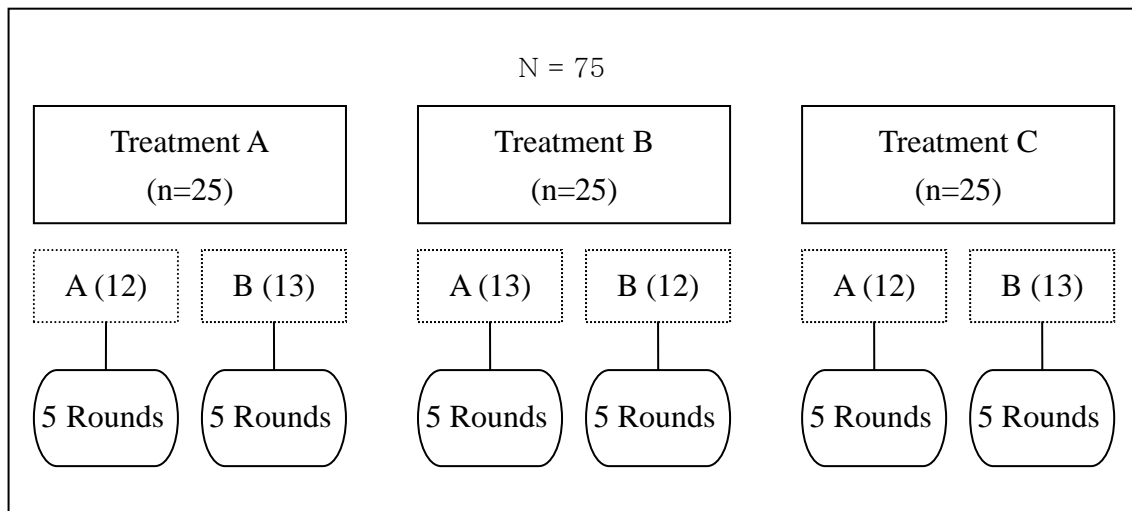 N = 75
Treatment A
(n=25)
Treatment B
(n=25)
Treatment C
(n=25)
A (12)
B (13)
A (13)
B (12)
A (12)
B (13)
5 Rounds
5 Rounds
5 Rounds
5 Rounds
5 Rounds
5 Rounds